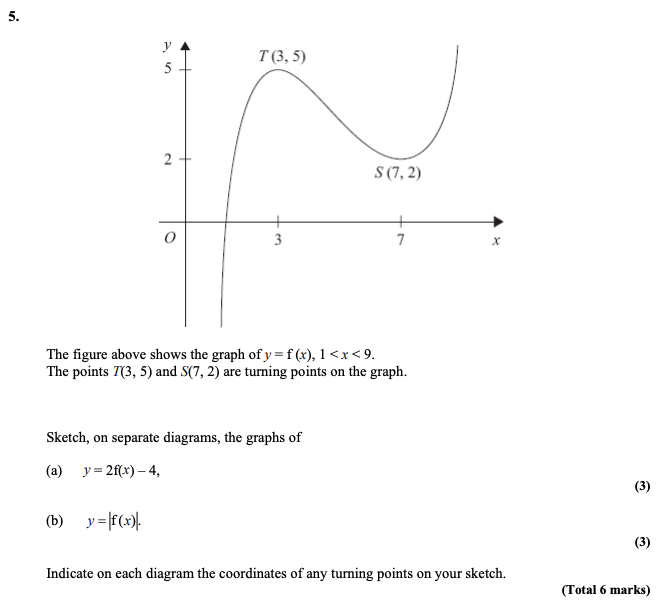 5.
y
5
T (3, 5)
2
S (7, 2)
O
3
7
x
The figure above shows the graph of y = f (x), 1 < x < 9.
The points T(3, 5) and S(7, 2) are turning points on the graph.
Sketch, on separate diagrams, the graphs of
(a) y = 2f(x) – 4,
(3)
(b) y = |f (x)|.
(3)
Indicate on each diagram the coordinates of any turning points on your sketch.
(Total 6 marks)